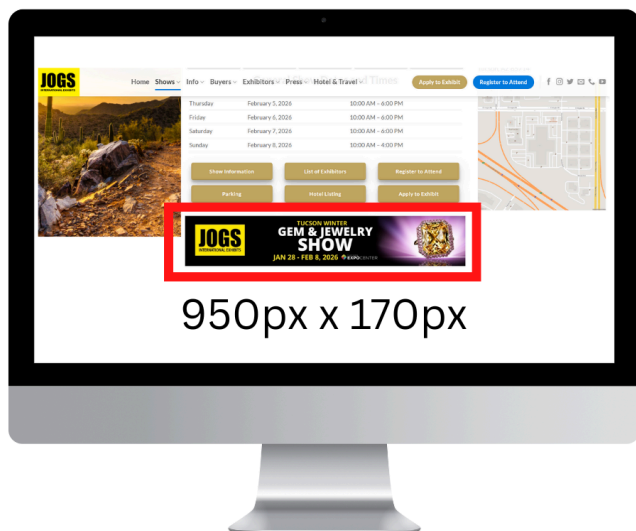 JOGS
INTERNATIONAL EXHIBITS
Home Shows Info Buyers Exhibitors Press Hotel & Travel Times Apply to Exhibit Register to Attend
Thursday February 5, 2026 10:00 AM – 6:00 PM
Friday February 6, 2026 10:00 AM – 6:00 PM
Saturday February 7, 2026 10:00 AM – 6:00 PM
Sunday February 8, 2026 10:00 AM – 4:00 PM
Show Information List of Exhibitors Register to Attend
Parking Hotel Listing Apply to Exhibit
JOGS
INTERNATIONAL EXHIBITS
TUCSON WINTER
GEM & JEWELRY
SHOW
JAN 28 - FEB 8, 2026 EXPOCENTER
950px x 170px